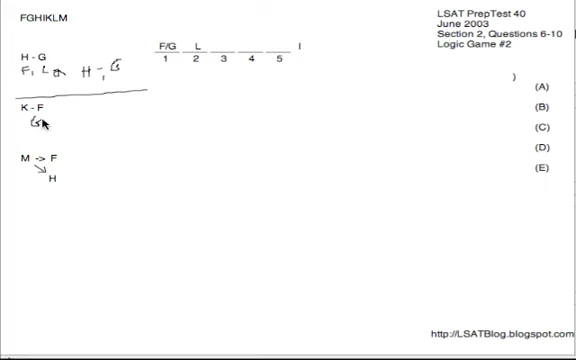 FGHIKLM
LSAT PrepTest 40
June 2003
Section 2, Questions 6-10
Logic Game #2
F/G L I
1 2 3 4 5
H - G
F, L H - G
)
(A)
K - F
(B)
G
(C)
(D)
M -> F
(E)
H
http://LSATBlog.blogspot.com